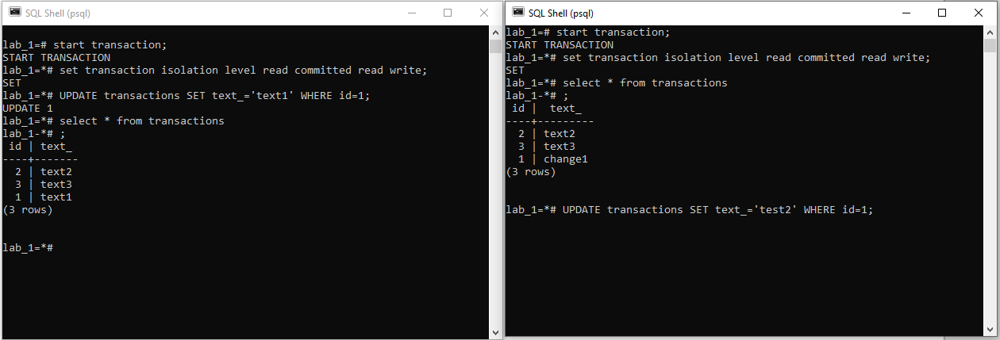 SQL Shell (psql)
lab_1=# start transaction;
START TRANSACTION
lab_1=*# set transaction isolation level read committed read write;
SET
lab_1=*# UPDATE transactions SET text_='text1' WHERE id=1;
UPDATE 1
lab_1=*# select * from transactions
lab_1-*# ;
 id | text_
----+-------
  2 | text2
  3 | text3
  1 | text1
(3 rows)
lab_1=*#
SQL Shell (psql)
lab_1=# start transaction;
START TRANSACTION
lab_1=*# set transaction isolation level read committed read write;
SET
lab_1=*# select * from transactions
lab_1-*# ;
 id |  text_
----+---------
  2 | text2
  3 | text3
  1 | change1
(3 rows)
lab_1=*# UPDATE transactions SET text_='test2' WHERE id=1;